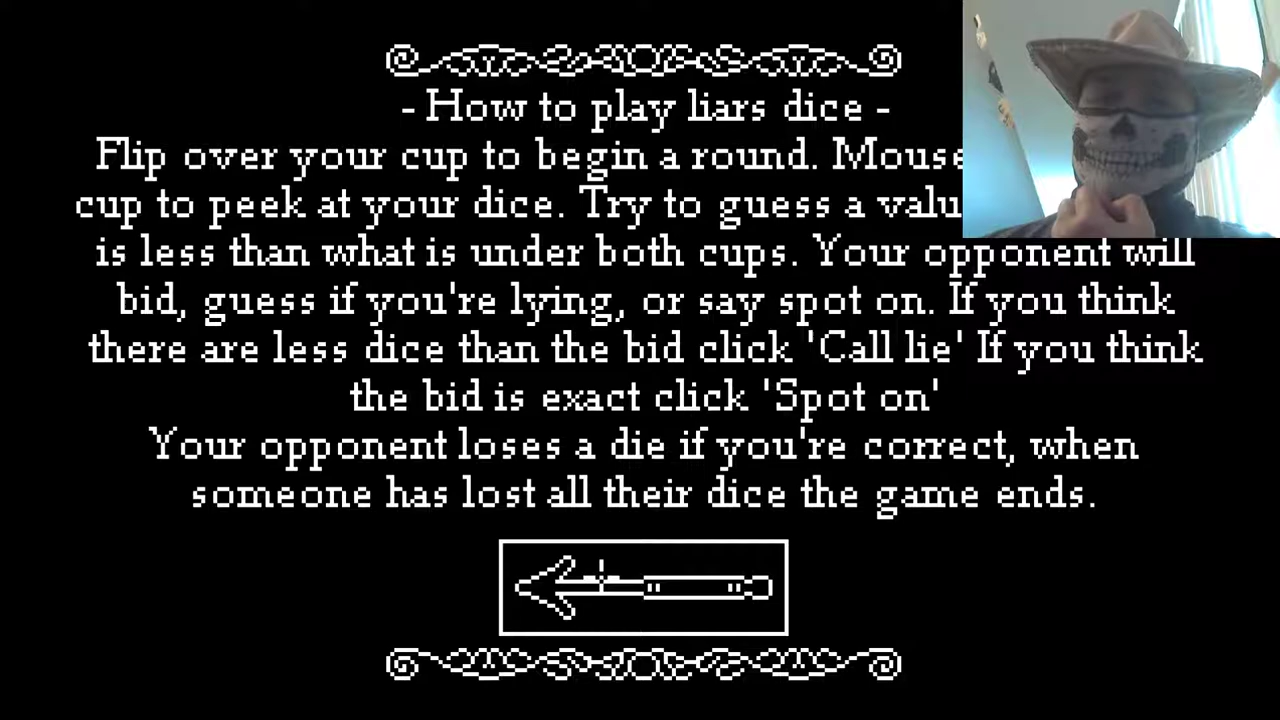 - How to play liars dice -
Flip over your cup to begin a round. Mouse
cup to peek at your dice. Try to guess a
is less than what is under both cups. Your opponent will
bid, guess if you're lying, or say spot on. If you think
there are less dice than the bid click 'Call lie' If you think
the bid is exact click 'Spot on'
Your opponent loses a die if you're correct, when
someone has lost all their dice the game ends.